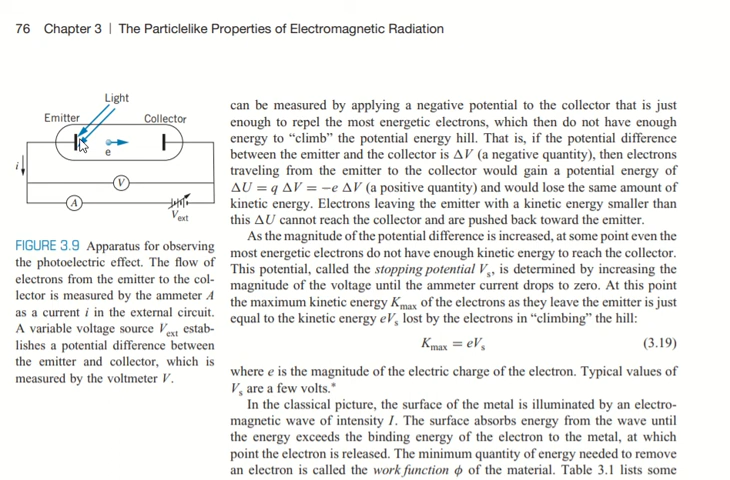 76 Chapter 3 | The Particlelike Properties of Electromagnetic Radiation
Light
Emitter
Collector
e
i
V
A
Vext
FIGURE 3.9 Apparatus for observing
the photoelectric effect. The flow of
electrons from the emitter to the col-
lector is measured by the ammeter A
as a current i in the external circuit.
A variable voltage source Vext estab-
lishes a potential difference between
the emitter and collector, which is
measured by the voltmeter V.
can be measured by applying a negative potential to the collector that is just
enough to repel the most energetic electrons, which then do not have enough
energy to “climb” the potential energy hill. That is, if the potential difference
between the emitter and the collector is ΔV (a negative quantity), then electrons
traveling from the emitter to the collector would gain a potential energy of
ΔU = q ΔV = −e ΔV (a positive quantity) and would lose the same amount of
kinetic energy. Electrons leaving the emitter with a kinetic energy smaller than
this ΔU cannot reach the collector and are pushed back toward the emitter.
As the magnitude of the potential difference is increased, at some point even the
most energetic electrons do not have enough kinetic energy to reach the collector.
This potential, called the stopping potential Vs, is determined by increasing the
magnitude of the voltage until the ammeter current drops to zero. At this point
the maximum kinetic energy Kmax of the electrons as they leave the emitter is just
equal to the kinetic energy eVs lost by the electrons in “climbing” the hill:
Kmax = eVs (3.19)
where e is the magnitude of the electric charge of the electron. Typical values of
Vs are a few volts.*
In the classical picture, the surface of the metal is illuminated by an electro-
magnetic wave of intensity I. The surface absorbs energy from the wave until
the energy exceeds the binding energy of the electron to the metal, at which
point the electron is released. The minimum quantity of energy needed to remove
an electron is called the work function ϕ of the material. Table 3.1 lists some